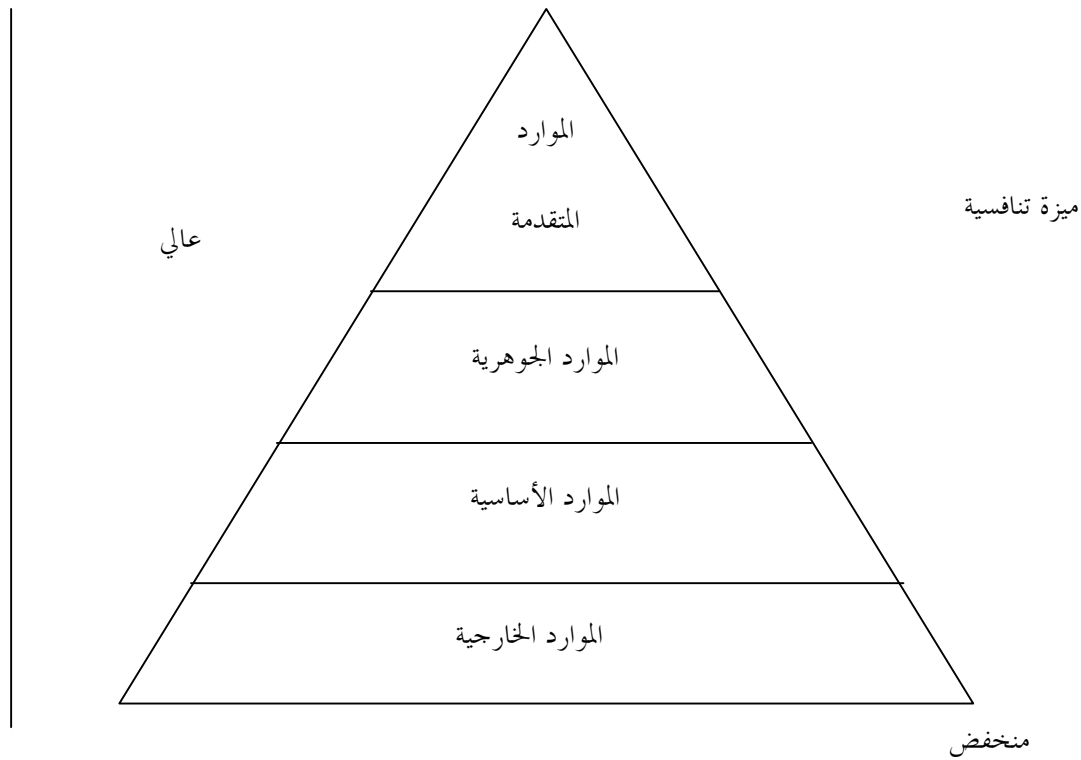 الموارد
المتقدمة
ميزة تنافسية
عالي
الموارد الجوهرية
الموارد الأساسية
الموارد الخارجية
منخفض